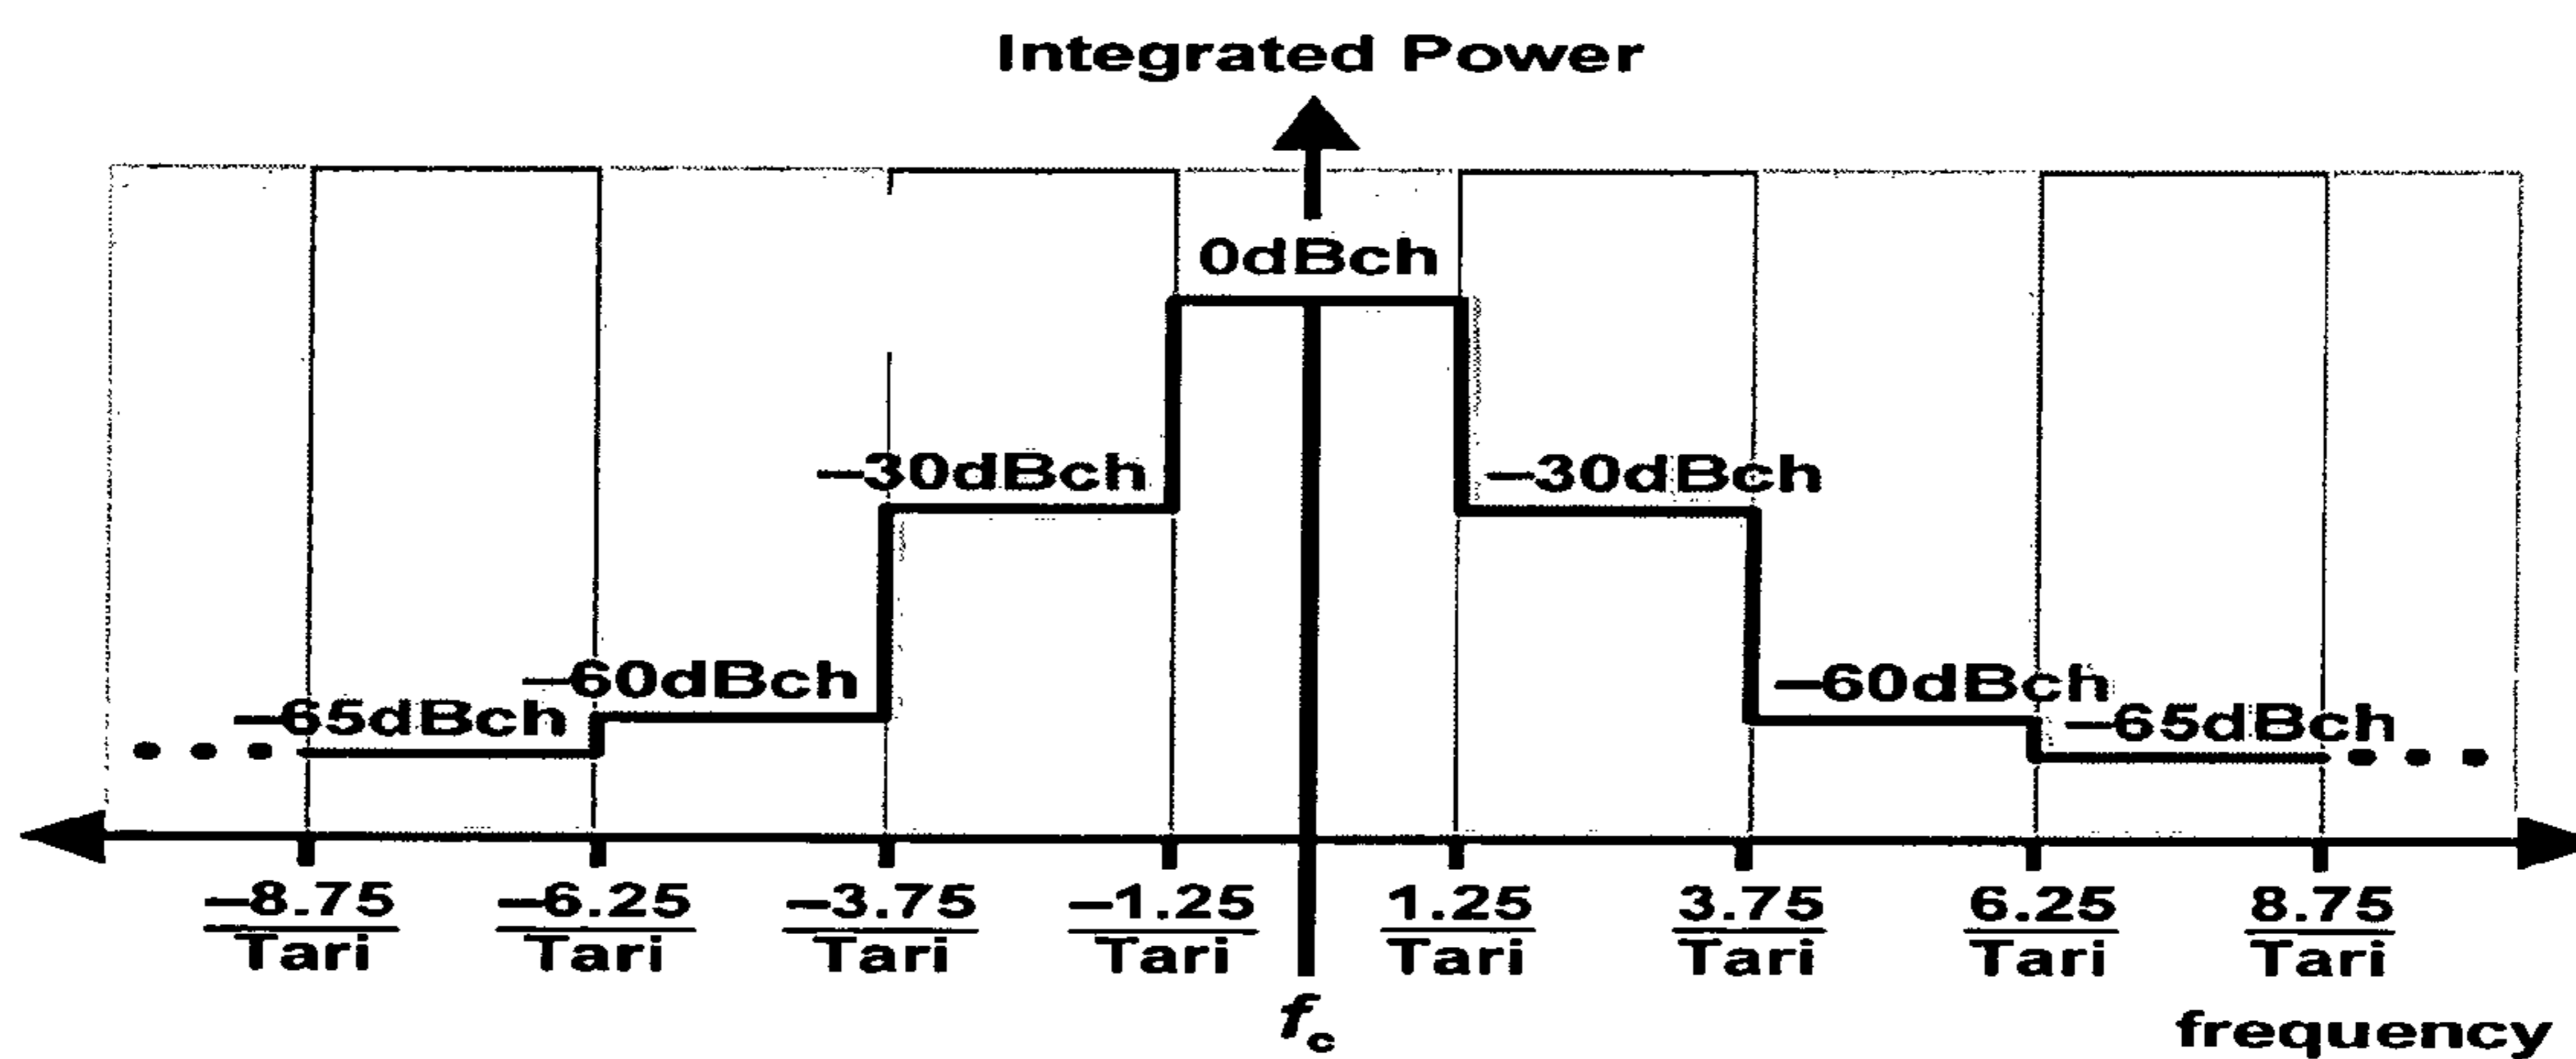 Integrated Power
0dBch
–30dBch
–30dBch
–60dBch
–60dBch
–65dBch
–65dBch
–8.75
Tari
–6.25
Tari
–3.75
Tari
–1.25
Tari
1.25
Tari
3.75
Tari
6.25
Tari
8.75
Tari
fc
frequency